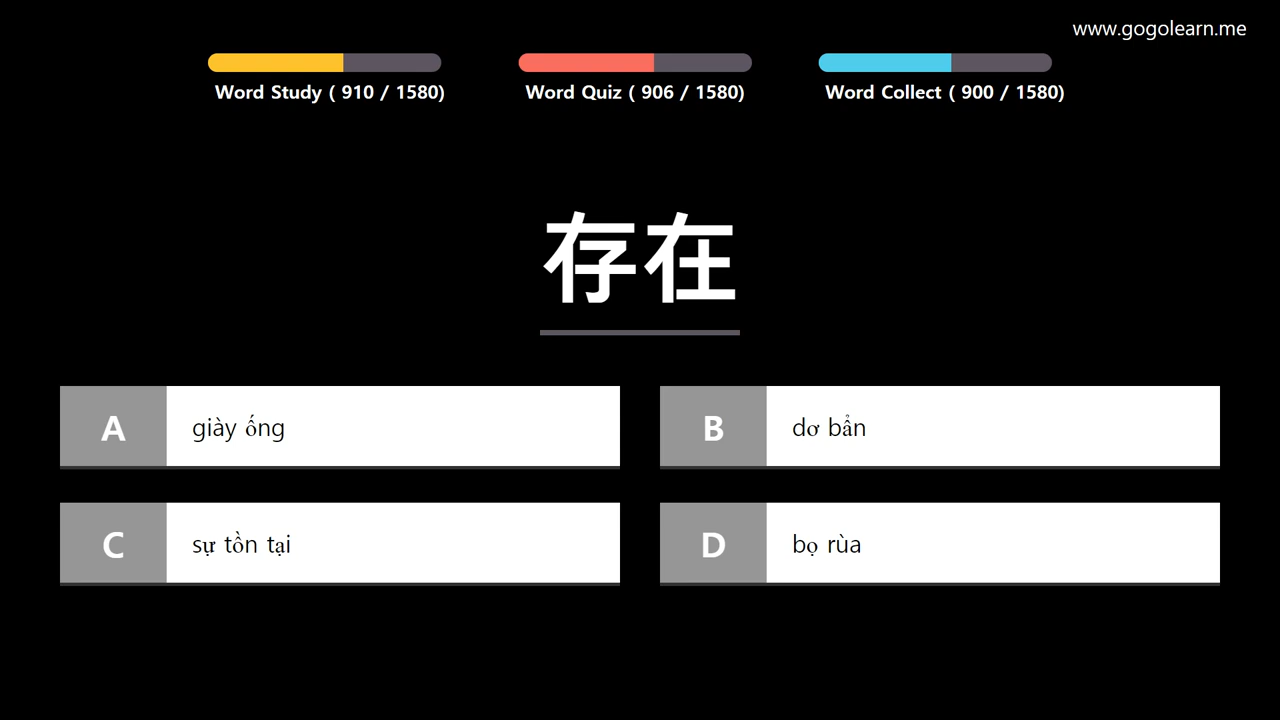 www.gogolearn.me
Word Study ( 910 / 1580)
Word Quiz ( 906 / 1580)
Word Collect ( 900 / 1580)
存在
A giày ống
B dơ bẩn
C sự tồn tại
D bọ rùa